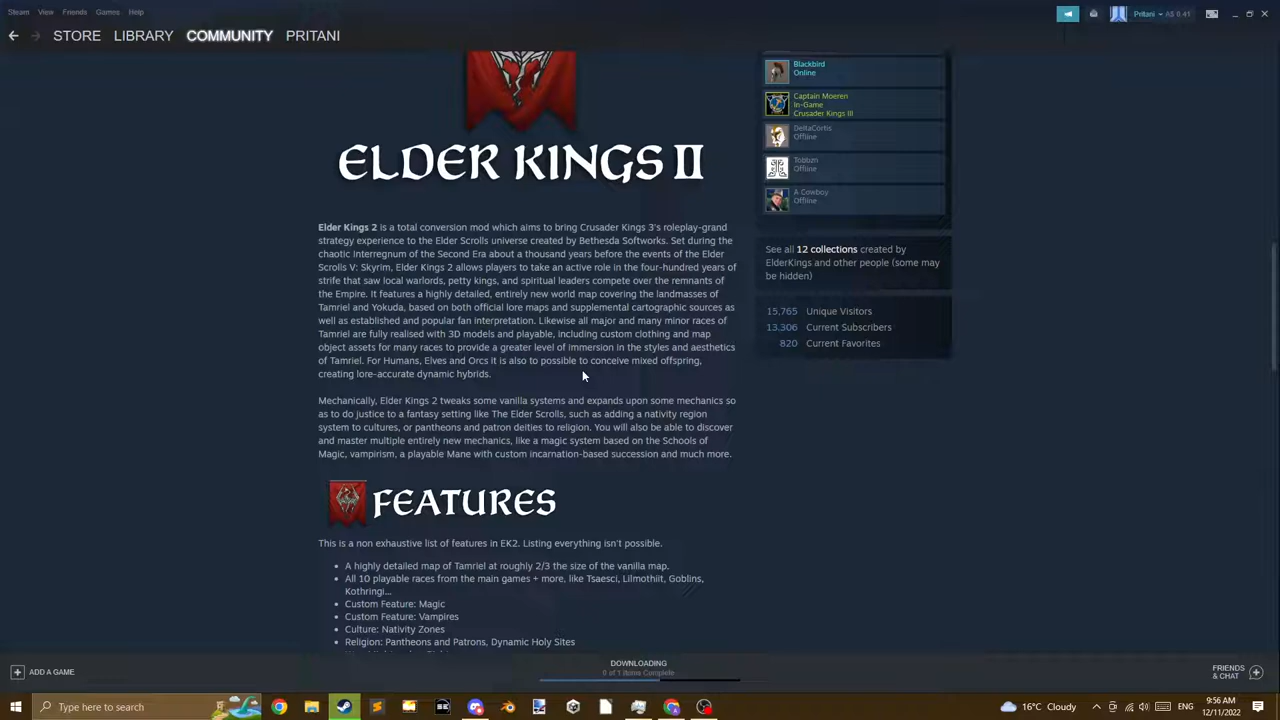 Steam View Friends Games Help
Pritani A$ 0.41
STORE LIBRARY COMMUNITY PRITANI
ELDER KINGS II
Elder Kings 2 is a total conversion mod which aims to bring Crusader Kings 3's roleplay-grand
strategy experience to the Elder Scrolls universe created by Bethesda Softworks. Set during the
chaotic Interregnum of the Second Era about a thousand years before the events of the Elder
Scrolls V: Skyrim, Elder Kings 2 allows players to take an active role in the four-hundred years of
strife that saw local warlords, petty kings, and spiritual leaders compete over the remnants of
the Empire. It features a highly detailed, entirely new world map covering the landmasses of
Tamriel and Yokuda, based on both official lore maps and supplemental cartographic sources as
well as established and popular fan interpretation. Likewise all major and many minor races of
Tamriel are fully realised with 3D models and playable, including custom clothing and map
object assets for many races to provide a greater level of immersion in the styles and aesthetics
of Tamriel. For Humans, Elves and Orcs it is also to possible to conceive mixed offspring,
creating lore-accurate dynamic hybrids.
Mechanically, Elder Kings 2 tweaks some vanilla systems and expands upon some mechanics so
as to do justice to a fantasy setting like The Elder Scrolls, such as adding a nativity region
system to cultures, or pantheons and patron deities to religion. You will also be able to discover
and master multiple entirely new mechanics, like a magic system based on the Schools of
Magic, vampirism, a playable Mane with custom incarnation-based succession and much more.
FEATURES
This is a non exhaustive list of features in EK2. Listing everything isn't possible.
• A highly detailed map of Tamriel at roughly 2/3 the size of the vanilla map.
• All 10 playable races from the main games + more, like Tsaesci, Lilmothiit, Goblins,
Kothringi...
• Custom Feature: Magic
• Custom Feature: Vampires
• Culture: Nativity Zones
• Religion: Pantheons and Patrons, Dynamic Holy Sites
Blackbird
Online
Captain Moeren
In-Game
Crusader Kings III
DellaCortis
Offline
Offline
A Cowboy
Offline
See all 12 collections created by
ElderKings and other people (some may
be hidden)
15,765 Unique Visitors
13,306 Current Subscribers
820 Current Favorites
ADD A GAME
DOWNLOADING
0 of 1 Items Complete
FRIENDS
& CHAT
Type here to search
16°C Cloudy
ENG
9:56 AM
12/11/2022